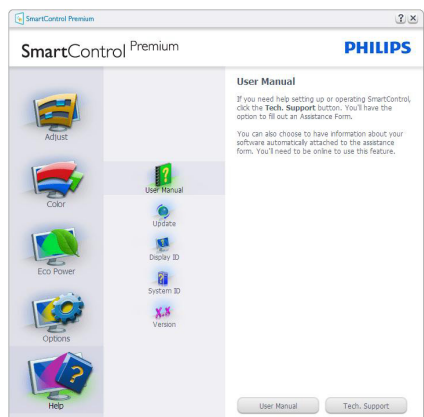 SmartControl Premium
SmartControl Premium
PHILIPS
Adjust
Color
Eco Power
Options
Help
User Manual
Update
Display ID
System ID
X.X
Version
User Manual
If you need help setting up or operating SmartControl,
click the Tech. Support button. You'll have the
option to fill out an Assistance Form.
You can also choose to have information about your
software automatically attached to the assistance
form. You'll need to be online to use this feature.
User Manual
Tech. Support